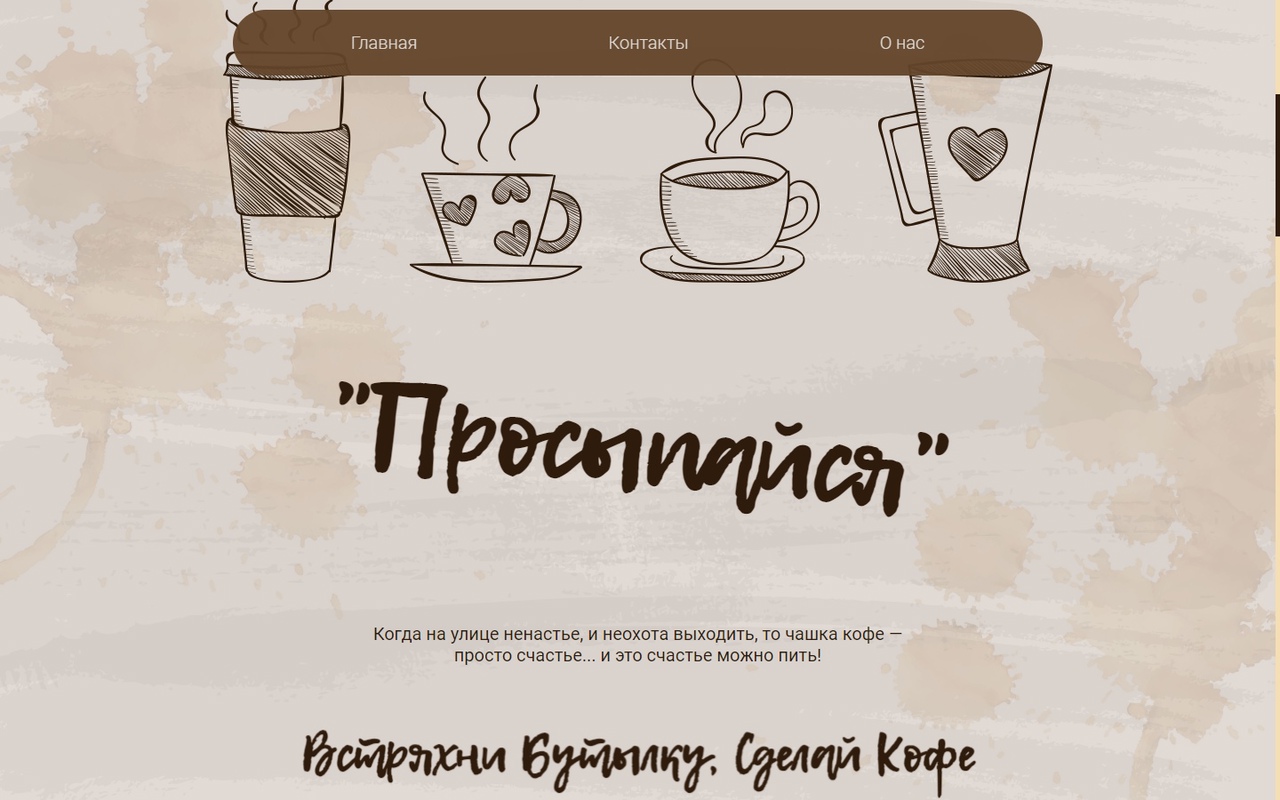 Главная Контакты О нас
"Просыпайся"
Когда на улице ненастье, и неохота выходить, то чашка кофе —
просто счастье... и это счастье можно пить!
Встряхни Бутылку, Сделай Кофе